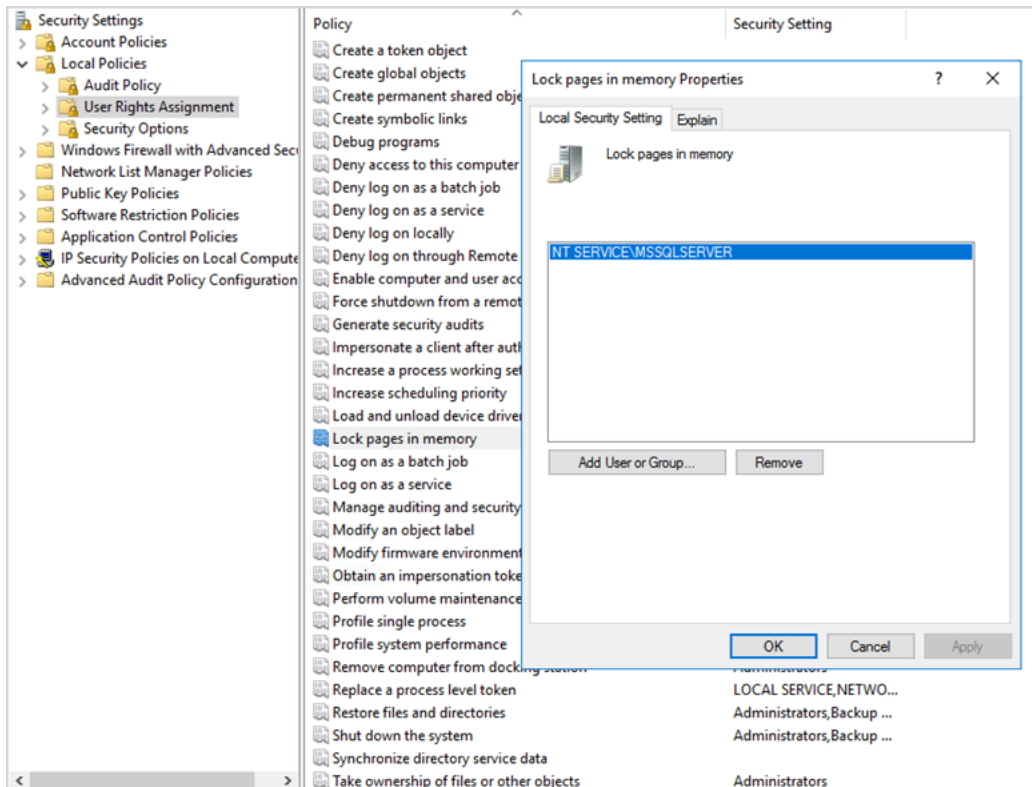 Security Settings
Account Policies
Local Policies
Audit Policy
User Rights Assignment
Security Options
Windows Firewall with Advanced Secu
Network List Manager Policies
Public Key Policies
Software Restriction Policies
Application Control Policies
IP Security Policies on Local Compute
Advanced Audit Policy Configuration
Policy Security Setting
Create a token object
Create global objects
Create permanent shared obje
Create symbolic links
Debug programs
Deny access to this computer
Deny log on as a batch job
Deny log on as a service
Deny log on locally
Deny log on through Remote
Enable computer and user acc
Force shutdown from a remot
Generate security audits
Impersonate a client after auth
Increase a process working set
Increase scheduling priority
Load and unload device driver
Lock pages in memory
Log on as a batch job
Log on as a service
Manage auditing and security
Modify an object label
Modify firmware environment
Obtain an impersonation toke
Perform volume maintenance
Profile single process
Profile system performance
Remove computer from docking station Administrators
Replace a process level token LOCAL SERVICE,NETWO...
Restore files and directories Administrators,Backup ...
Shut down the system Administrators,Backup ...
Synchronize directory service data
Take ownership of files or other objects Administrators
Lock pages in memory Properties ?
Local Security Setting Explain
Lock pages in memory
NT SERVICE\MSSQLSERVER
Add User or Group... Remove
OK Cancel Apply